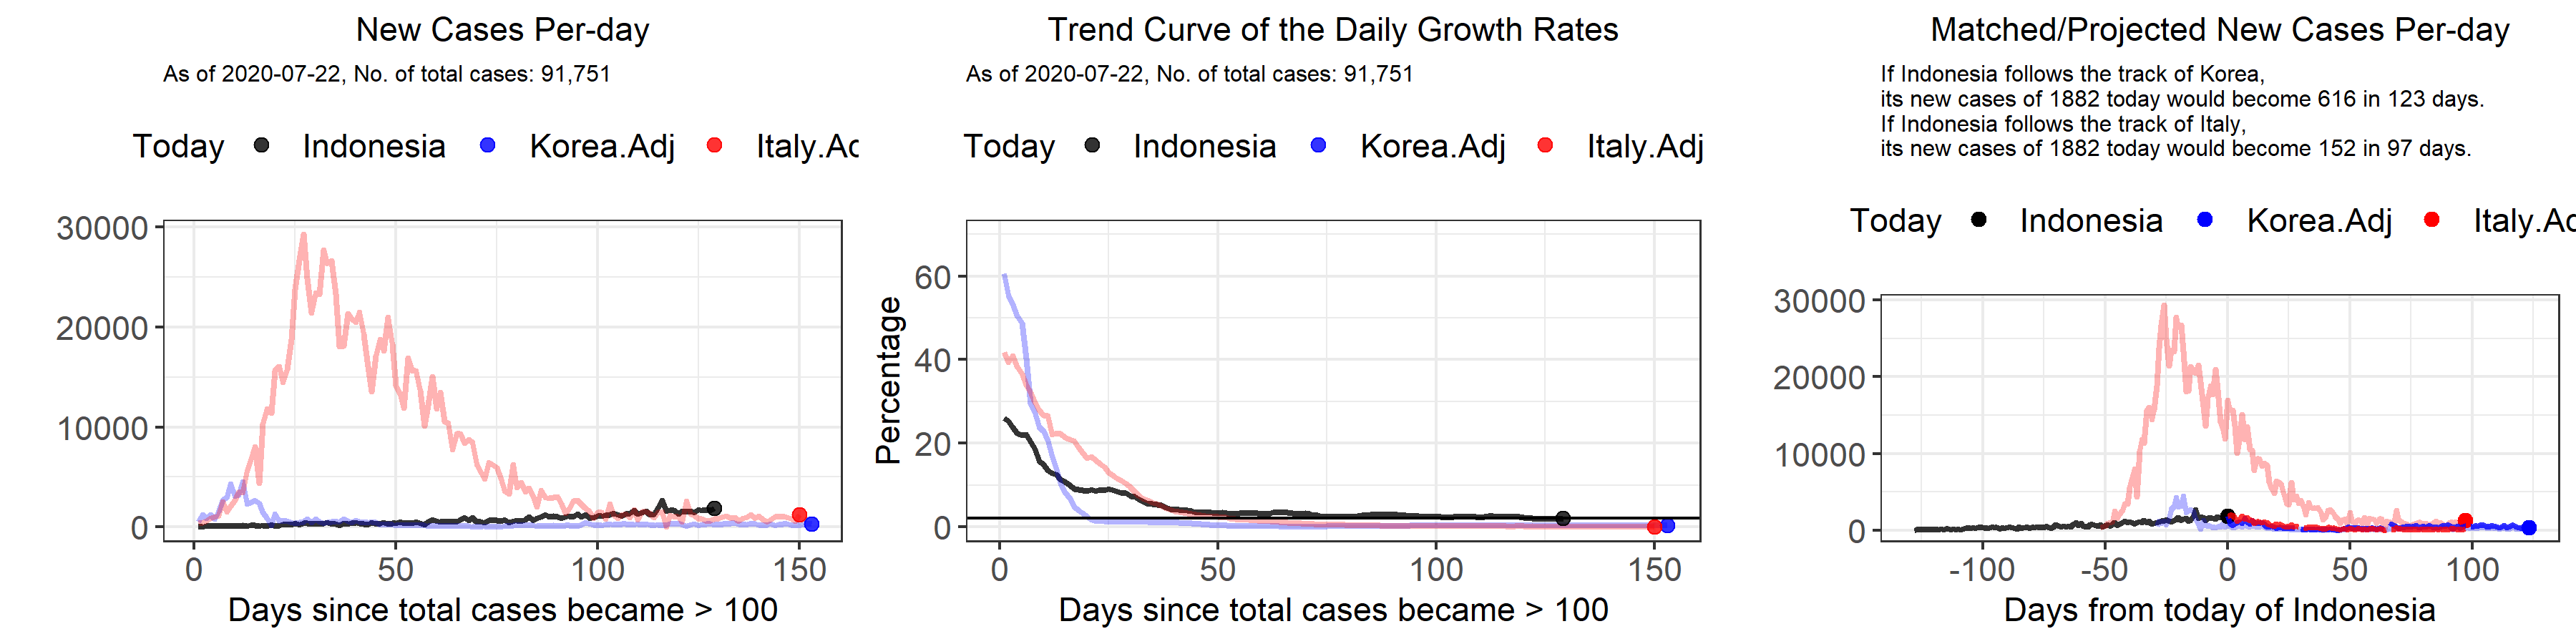 New Cases Per-day
As of 2020-07-22, No. of total cases: 91,751
Today Indonesia Korea.Adj Italy.Ac
30000
20000
10000
0
0 50 100 150
Days since total cases became > 100
Trend Curve of the Daily Growth Rates
As of 2020-07-22, No. of total cases: 91,751
Today Indonesia Korea.Adj Italy.Adj
Percentage
60
40
20
0
0 50 100 150
Days since total cases became > 100
Matched/Projected New Cases Per-day
If Indonesia follows the track of Korea,
its new cases of 1882 today would become 616 in 123 days.
If Indonesia follows the track of Italy,
its new cases of 1882 today would become 152 in 97 days.
Today Indonesia Korea.Adj Italy.Ac
30000
20000
10000
0
-100 -50 0 50 100
Days from today of Indonesia